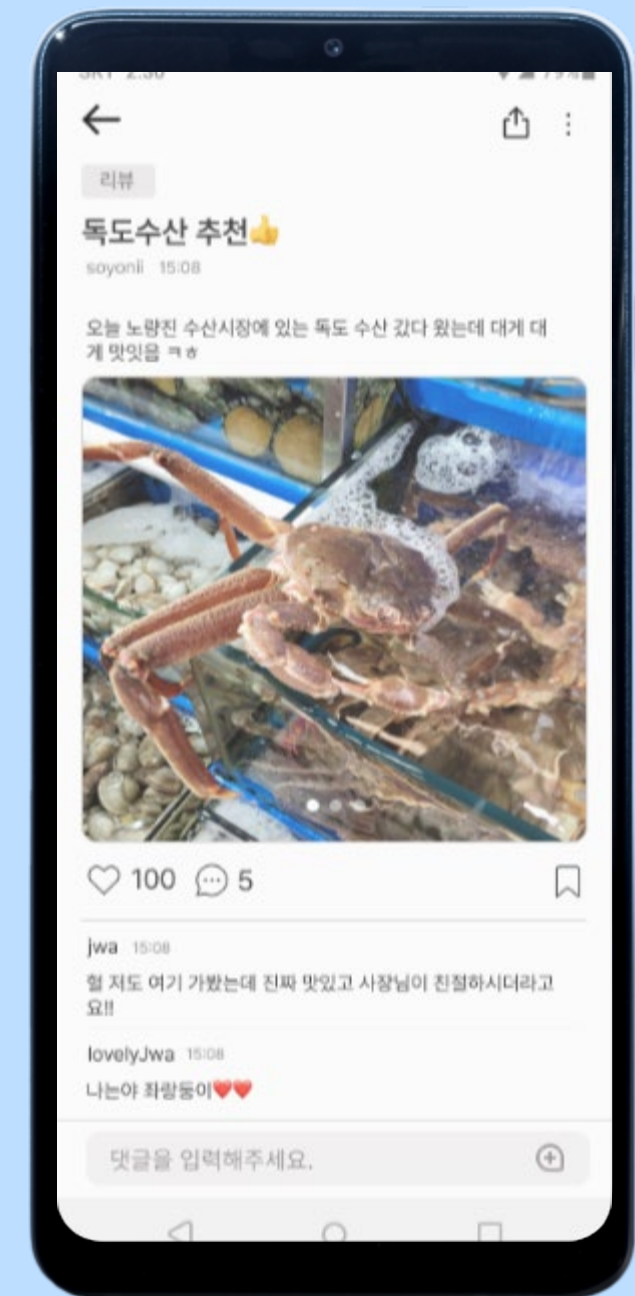 리뷰
독도수산 추천👍
soyonii 15:08
오늘 노량진 수산시장에 있는 독도 수산 갔다 왔는데 대게 대
게 맛잇음 ㅋㅎ
100 5
jwa 15:08
헐 저도 여기 가봤는데 진짜 맛있고 사장님이 친절하시더라고
요!!
lovelyJwa 15:08
나는야 좌랑둥이❤️❤️
댓글을 입력해주세요.